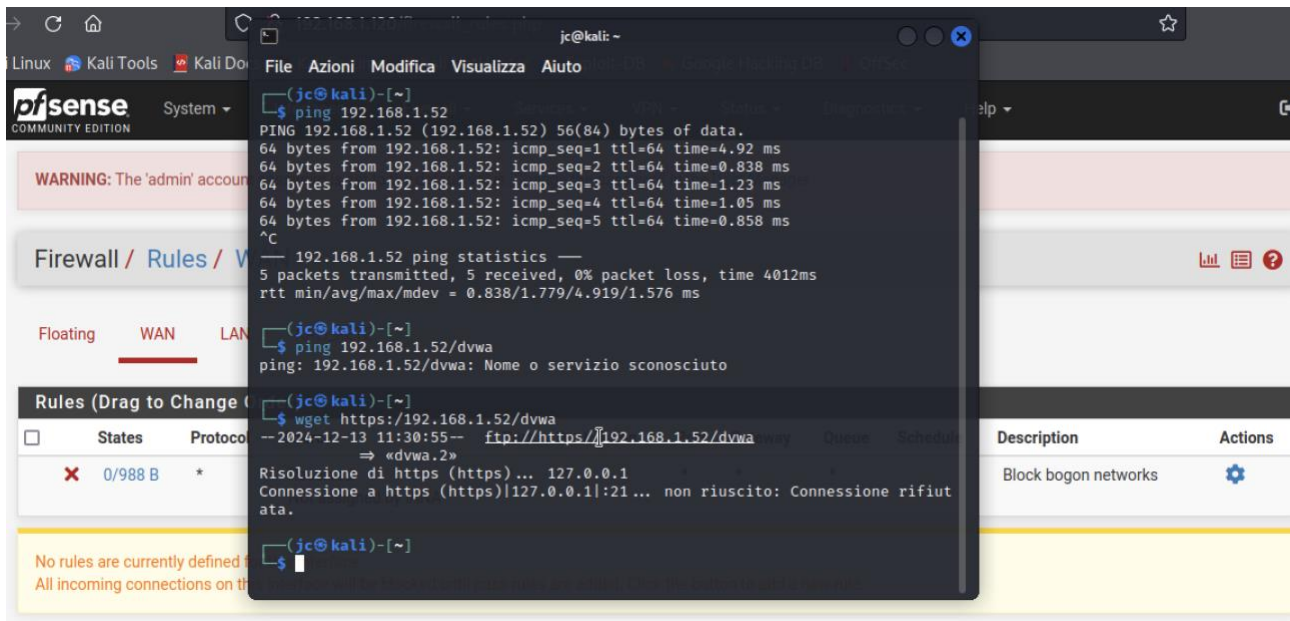 jc@kali: ~
i Linux Kali Tools Kali Do
File Azioni Modifica Visualizza Aiuto
pfsense
COMMUNITY EDITION
System
elp
WARNING: The 'admin' accoun
Firewall / Rules / W
Floating WAN LAN
Rules (Drag to Change O
States Protocol Queue Schedule Description Actions
0/988 B * Block bogon networks
No rules are currently defined f
All incoming connections on th
(jc㉿kali)-[~]
$ ping 192.168.1.52
PING 192.168.1.52 (192.168.1.52) 56(84) bytes of data.
64 bytes from 192.168.1.52: icmp_seq=1 ttl=64 time=4.92 ms
64 bytes from 192.168.1.52: icmp_seq=2 ttl=64 time=0.838 ms
64 bytes from 192.168.1.52: icmp_seq=3 ttl=64 time=1.23 ms
64 bytes from 192.168.1.52: icmp_seq=4 ttl=64 time=1.05 ms
64 bytes from 192.168.1.52: icmp_seq=5 ttl=64 time=0.858 ms
^C
— 192.168.1.52 ping statistics —
5 packets transmitted, 5 received, 0% packet loss, time 4012ms
rtt min/avg/max/mdev = 0.838/1.779/4.919/1.576 ms
(jc㉿kali)-[~]
$ ping 192.168.1.52/dvwa
ping: 192.168.1.52/dvwa: Nome o servizio sconosciuto
(jc㉿kali)-[~]
$ wget https:/192.168.1.52/dvwa
--2024-12-13 11:30:55-- ftp://https//192.168.1.52/dvwa
⇒ «dvwa.2»
Risoluzione di https (https)... 127.0.0.1
Connessione a https (https)|127.0.0.1|:21... non riuscito: Connessione rifiut
ata.
(jc㉿kali)-[~]
$